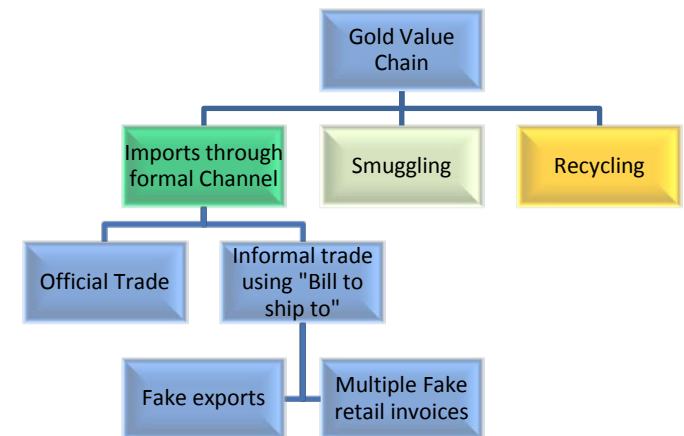 Gold Value
Chain
Imports through
formal Channel
Smuggling
Recycling
Official Trade
Informal trade
using "Bill to
ship to"
Fake exports
Multiple Fake
retail invoices